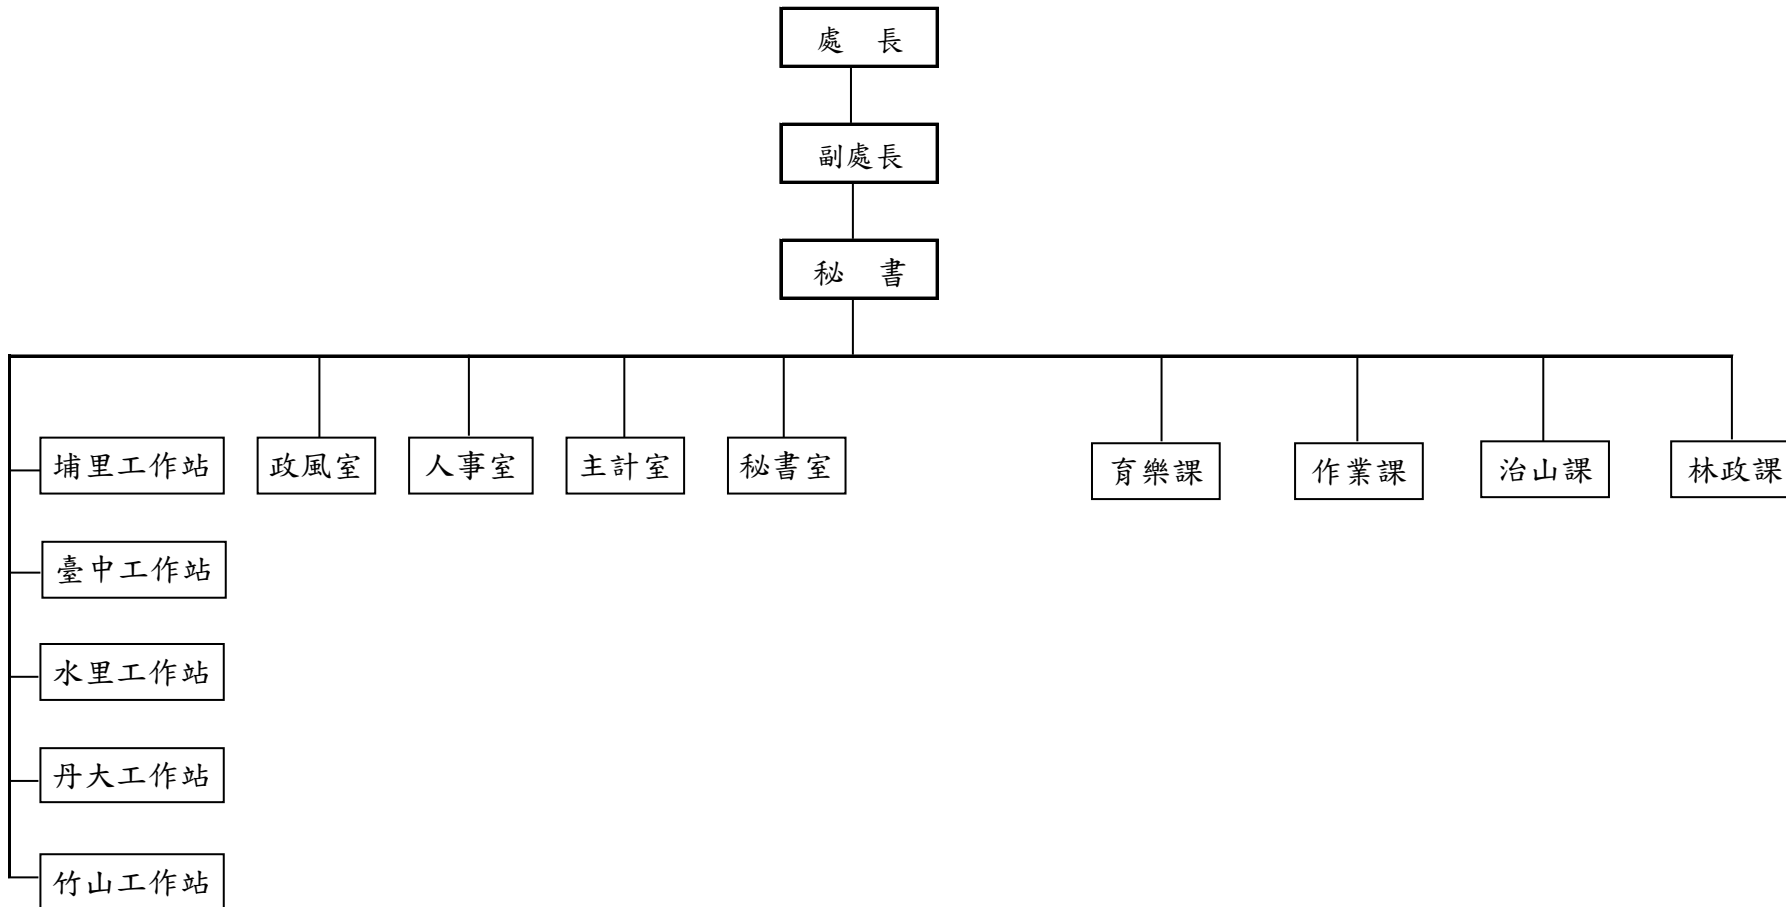 處 長
副處長
秘 書
埔里工作站
政風室
人事室
主計室
秘書室
育樂課
作業課
治山課
林政課
臺中工作站
水里工作站
丹大工作站
竹山工作站